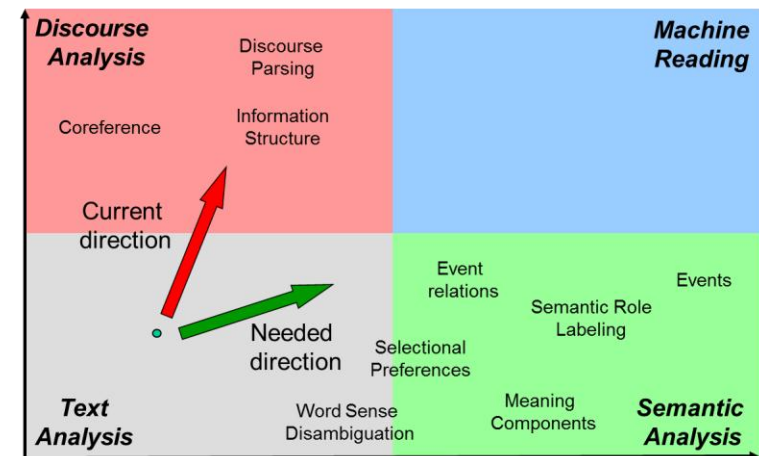 Discourse
Analysis
Discourse
Parsing
Machine
Reading
Coreference
Information
Structure
Current
direction
Event
relations
Events
Semantic Role
Labeling
Needed
direction
Selectional
Preferences
Text
Analysis
Word Sense
Disambiguation
Meaning
Components
Semantic
Analysis